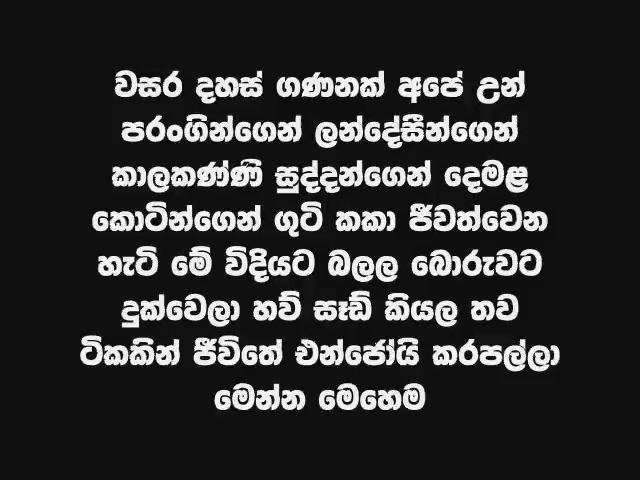 වසර දහස් ගණනක් අපේ උන්
පරංගින්ගෙන් ලන්දේසීන්ගෙන්
කාලකණ්ණි සුද්දන්ගෙන් දෙමළ
කොටින්ගෙන් ගුටි කකා ජීවත්වෙන
හැටි මේ විදියට බලල බොරුවට
දුක්වෙලා හව් සෑඩ් කියල තව
ටිකකින් ජීවිතේ එන්ජෝයි කරපල්ලා
මෙන්න මෙහෙම